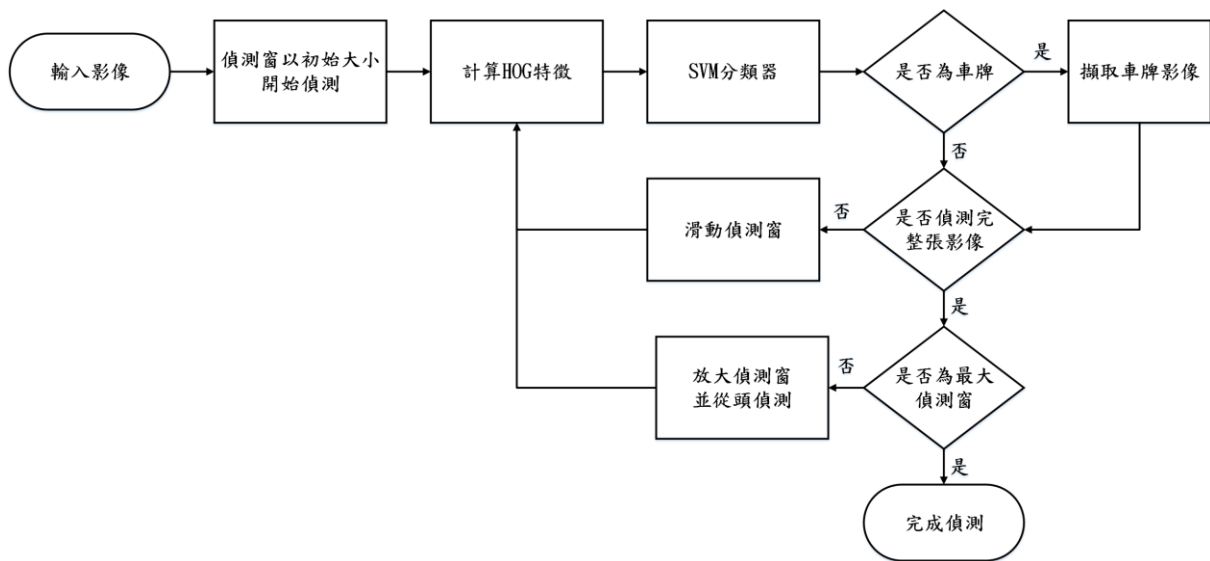 輸入影像
偵測窗以初始大小
開始偵測
計算HOG特徵
SVM分類器
是否為車牌
是
擷取車牌影像
否
滑動偵測窗
否
是否偵測完
整張影像
是
放大偵測窗
並從頭偵測
否
是否為最大
偵測窗
是
完成偵測